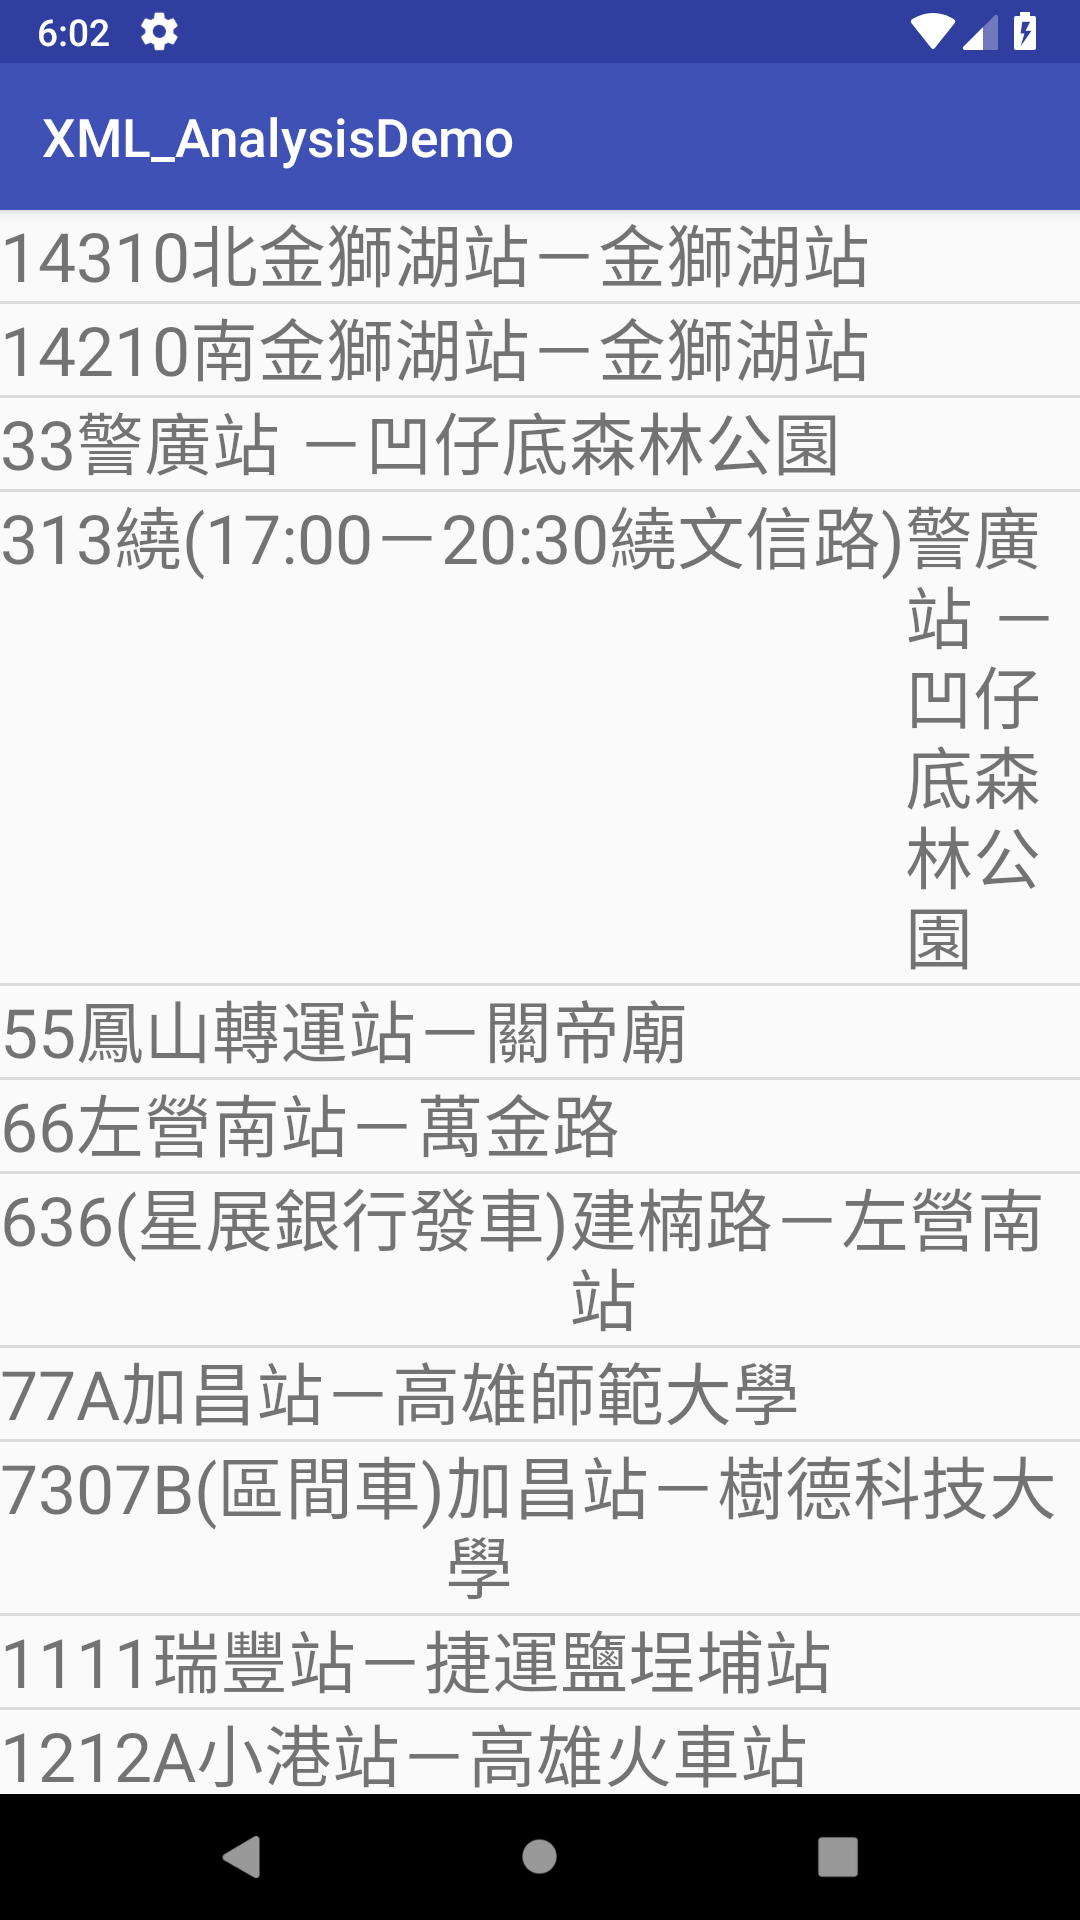 6:02
XML_AnalysisDemo
14310北金獅湖站－金獅湖站
14210南金獅湖站－金獅湖站
33警廣站 －凹仔底森林公園
313繞(17:00－20:30繞文信路)警廣
站 －
凹仔
底森
林公
園
55鳳山轉運站－關帝廟
66左營南站－萬金路
636(星展銀行發車)建楠路－左營南
站
77A加昌站－高雄師範大學
7307B(區間車)加昌站－樹德科技大
學
1111瑞豐站－捷運鹽埕埔站
1212A小港站－高雄火車站